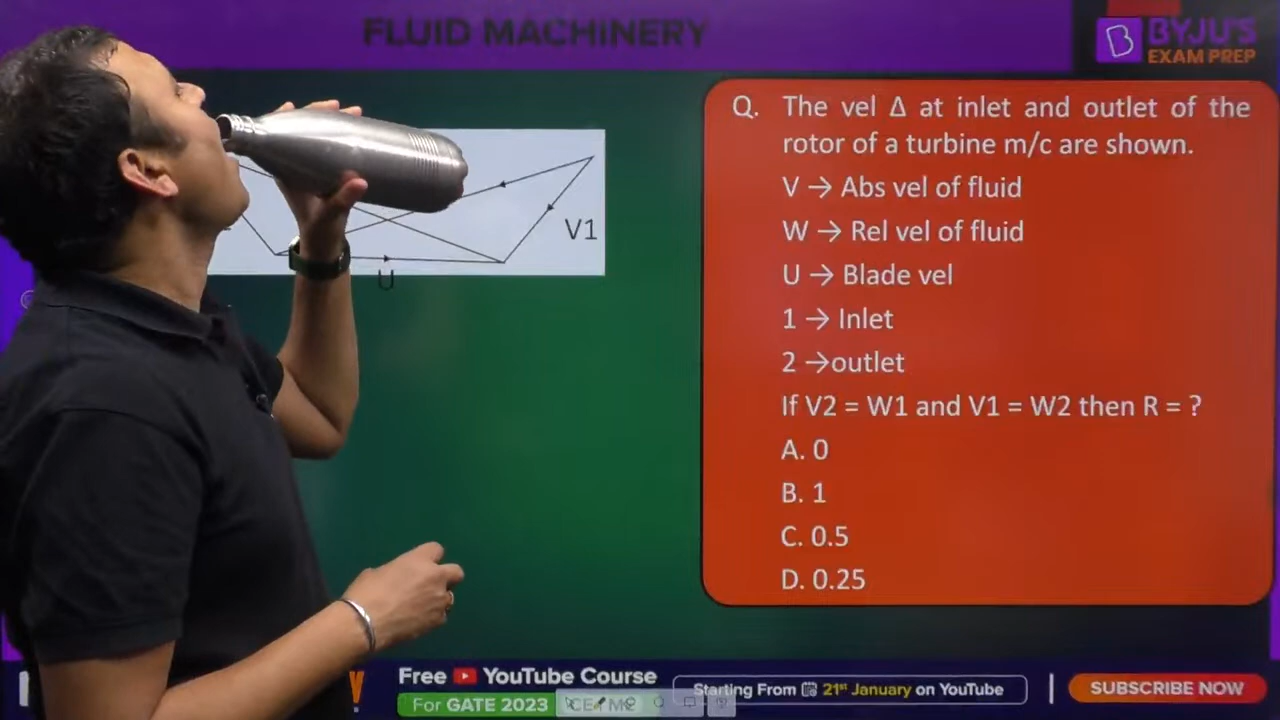 FLUID MACHINERY
BYJU'S
EXAM PREP
Q. The vel Δ at inlet and outlet of the
rotor of a turbine m/c are shown.
V → Abs vel of fluid
W → Rel vel of fluid
U → Blade vel
1 → Inlet
2 →outlet
If V2 = W1 and V1 = W2 then R = ?
A. 0
B. 1
C. 0.5
D. 0.25
V1
U
Free YouTube Course
For GATE 2023
Starting From 21st January on YouTube
SUBSCRIBE NOW